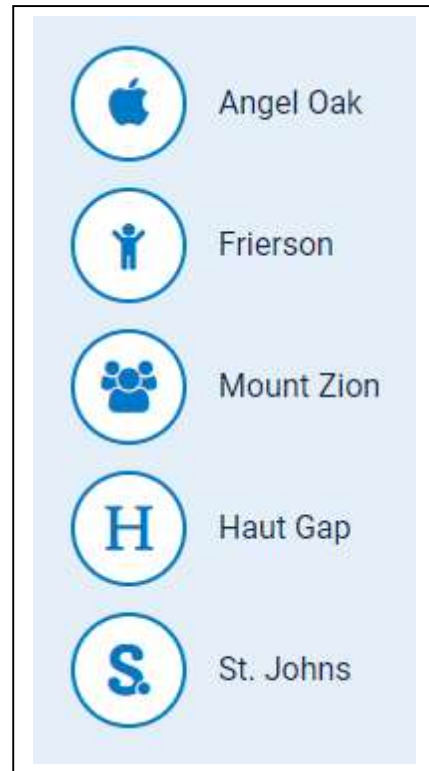 Angel Oak
Frierson
Mount Zion
H Haut Gap
S. St. Johns